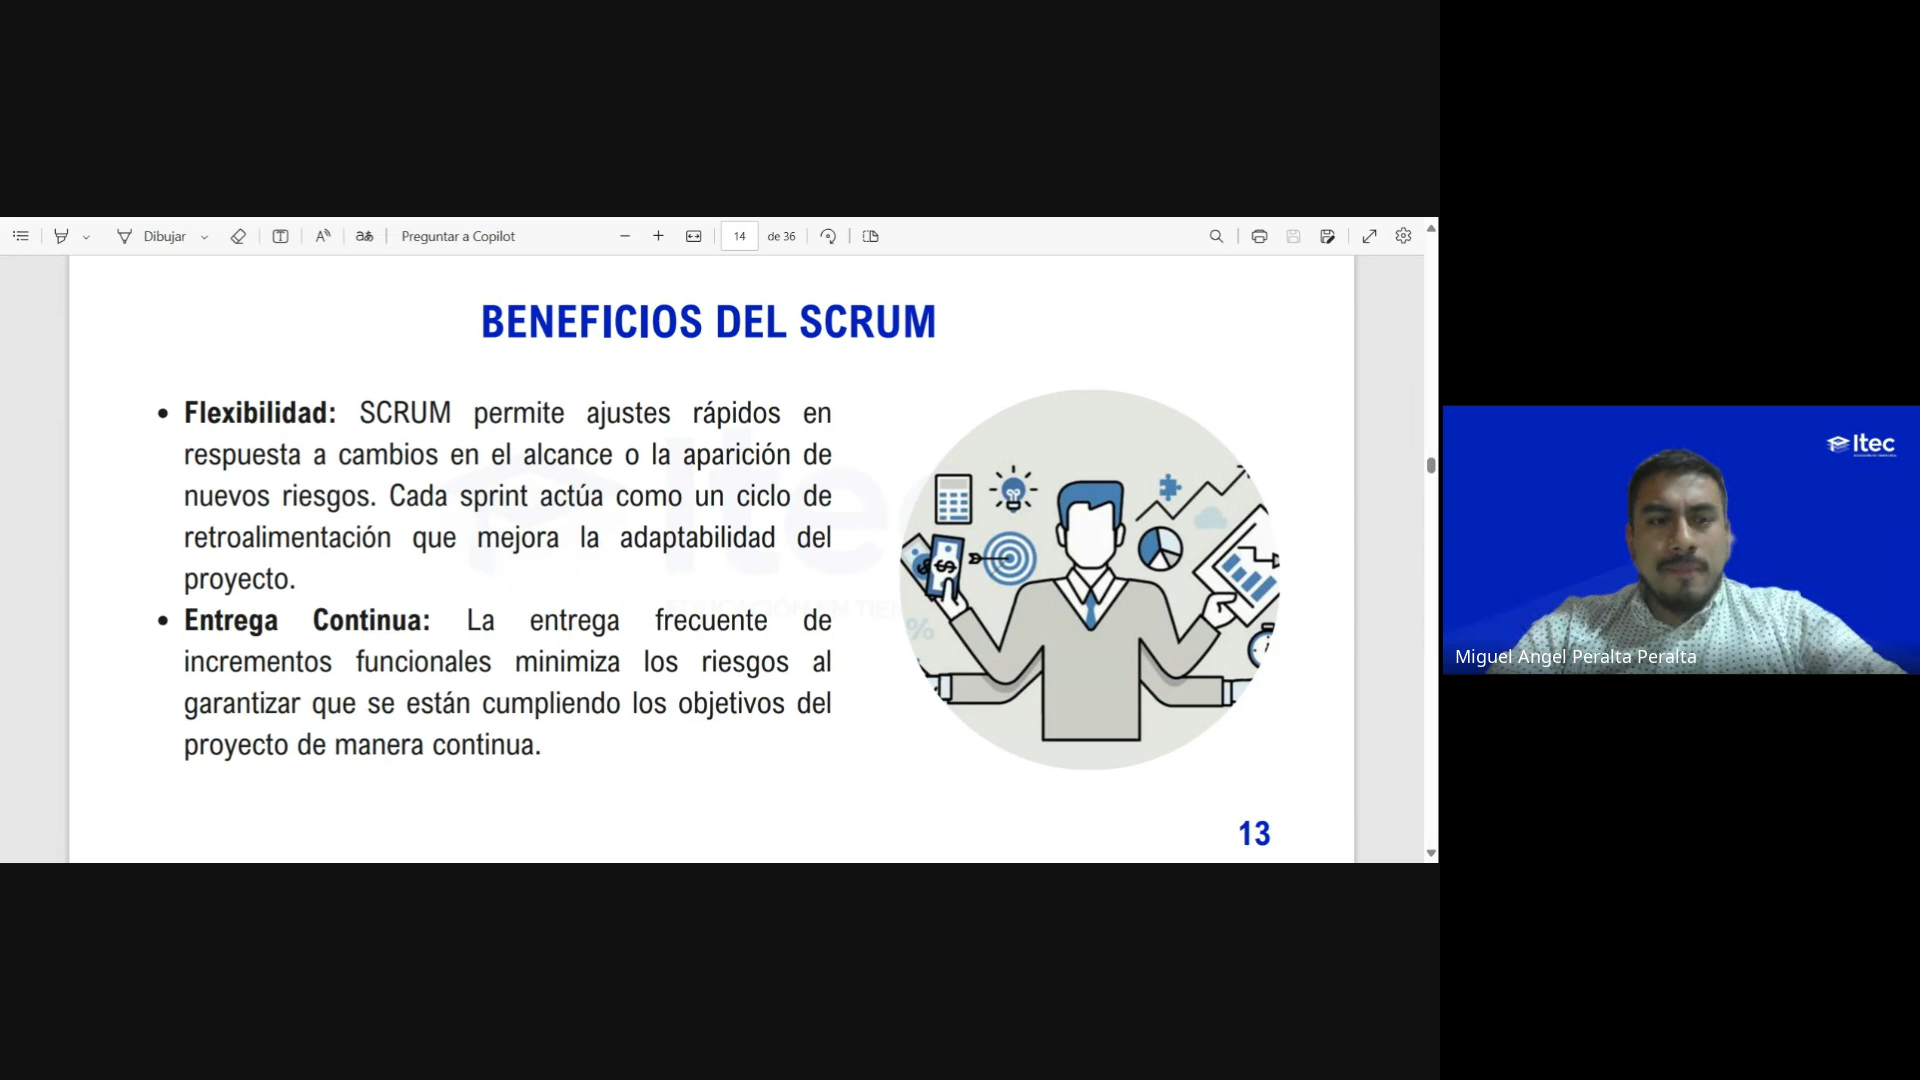 Dibujar
Preguntar a Copilot
14
de 36
BENEFICIOS DEL SCRUM
• Flexibilidad: SCRUM permite ajustes rápidos en
respuesta a cambios en el alcance o la aparición de
nuevos riesgos. Cada sprint actúa como un ciclo de
retroalimentación que mejora la adaptabilidad del
proyecto.
• Entrega Continua: La entrega frecuente de
incrementos funcionales minimiza los riesgos al
garantizar que se están cumpliendo los objetivos del
proyecto de manera continua.
Itec
$
%
13
Itec
Miguel Angel Peralta Peralta